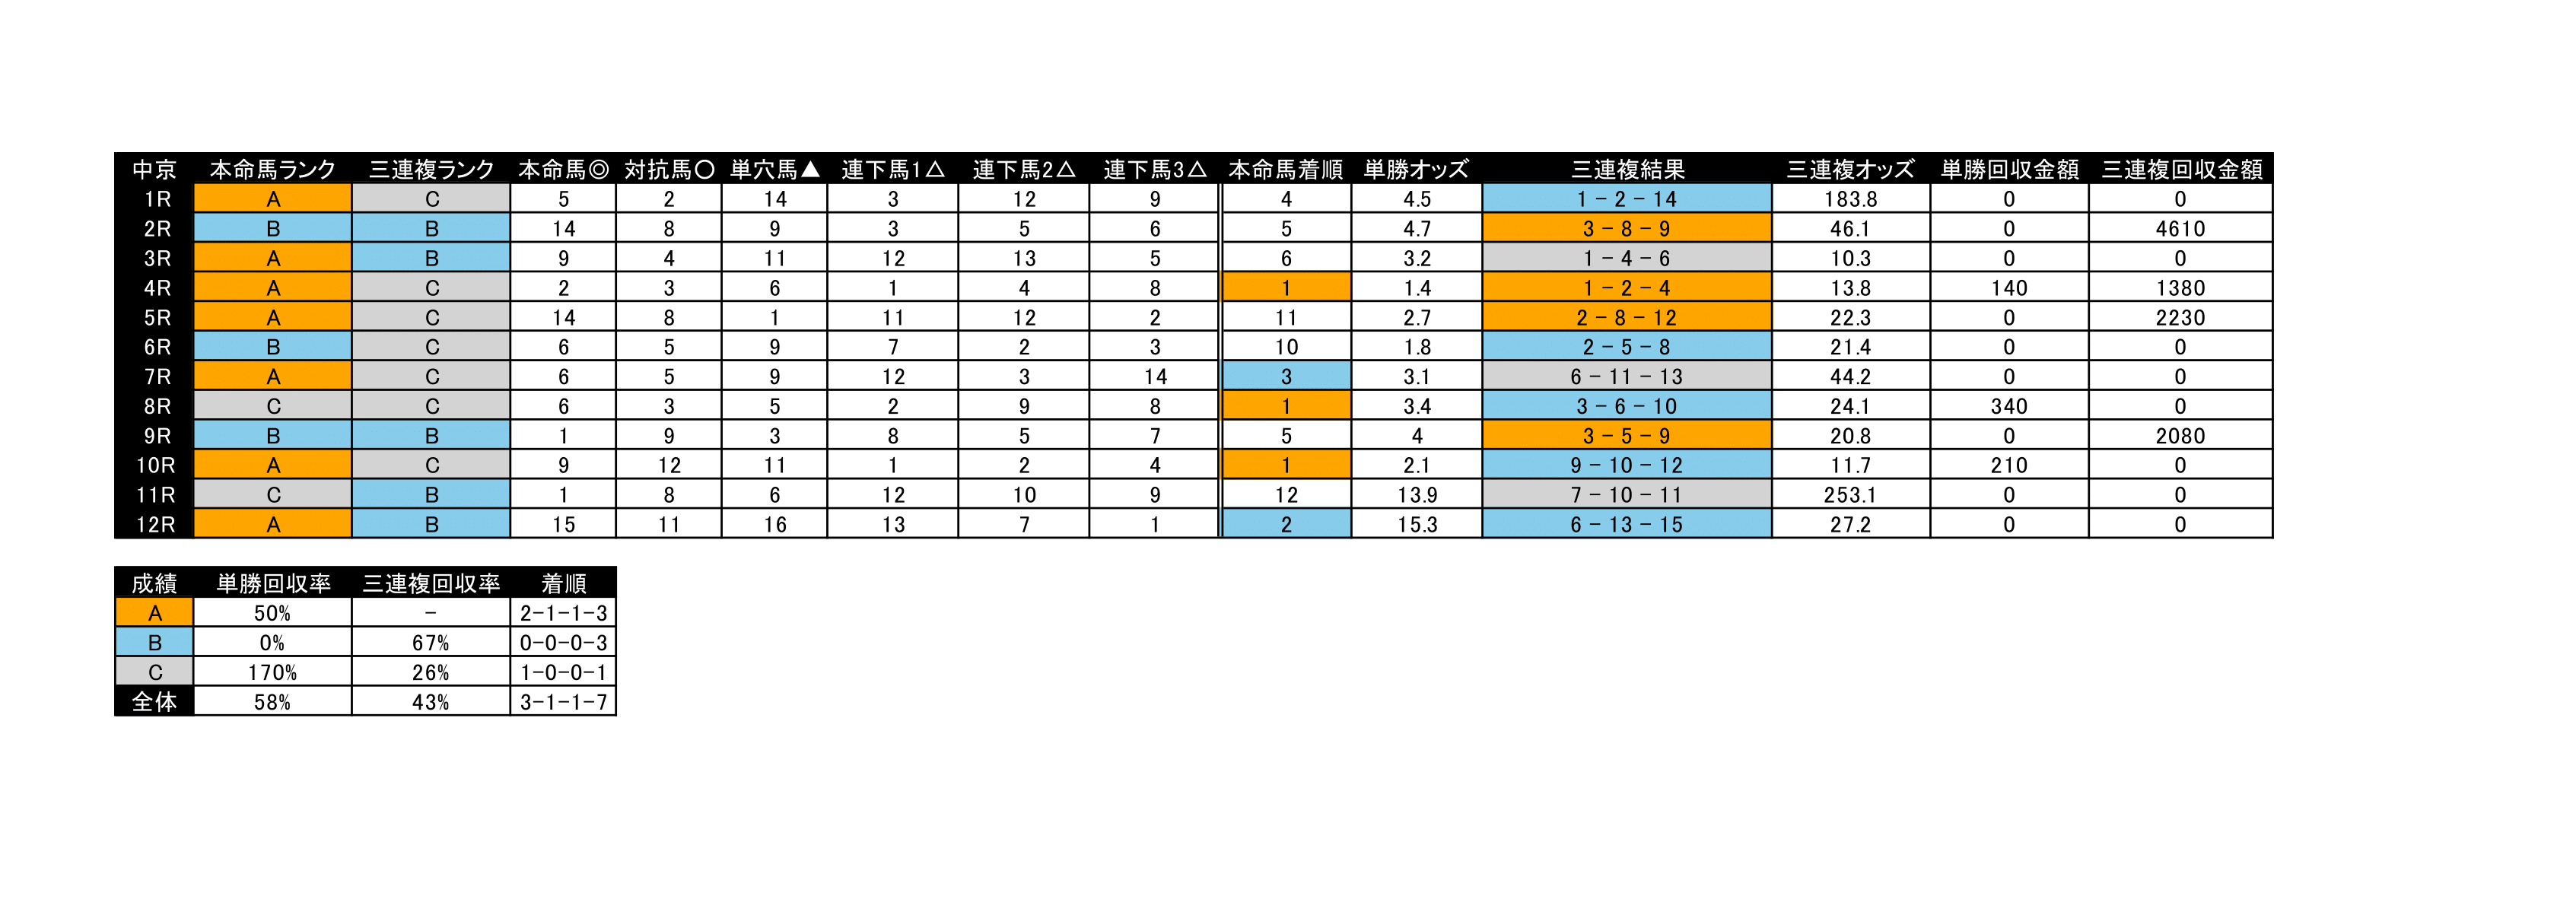 中京 本命馬ランク 三連複ランク 本命馬◎ 対抗馬○ 単穴馬▲ 連下馬1△ 連下馬2△ 連下馬3△ 本命馬着順 単勝オッズ 三連複結果 三連複オッズ 単勝回収金額 三連複回収金額
1R A C 5 2 14 3 12 9 4 4.5 1 − 2 − 14 183.8 0 0
2R B B 14 8 9 3 5 6 5 4.7 3 − 8 − 9 46.1 0 4610
3R A B 9 4 11 12 13 5 6 3.2 1 − 4 − 6 10.3 0 0
4R A C 2 3 6 1 4 8 1 1.4 1 − 2 − 4 13.8 140 1380
5R A C 14 8 1 11 12 2 11 2.7 2 − 8 − 12 22.3 0 2230
6R B C 6 5 9 7 2 3 10 1.8 2 − 5 − 8 21.4 0 0
7R A C 6 5 9 12 3 14 3 3.1 6 − 11 − 13 44.2 0 0
8R C C 6 3 5 2 9 8 1 3.4 3 − 6 − 10 24.1 340 0
9R B B 1 9 3 8 5 7 5 4 3 − 5 − 9 20.8 0 2080
10R A C 9 12 11 1 2 4 1 2.1 9 − 10 − 12 11.7 210 0
11R C B 1 8 6 12 10 9 12 13.9 7 − 10 − 11 253.1 0 0
12R A B 15 11 16 13 7 1 2 15.3 6 − 13 − 15 27.2 0 0
成績 単勝回収率 三連複回収率 着順
A 50% − 2-1-1-3
B 0% 67% 0-0-0-3
C 170% 26% 1-0-0-1
全体 58% 43% 3-1-1-7